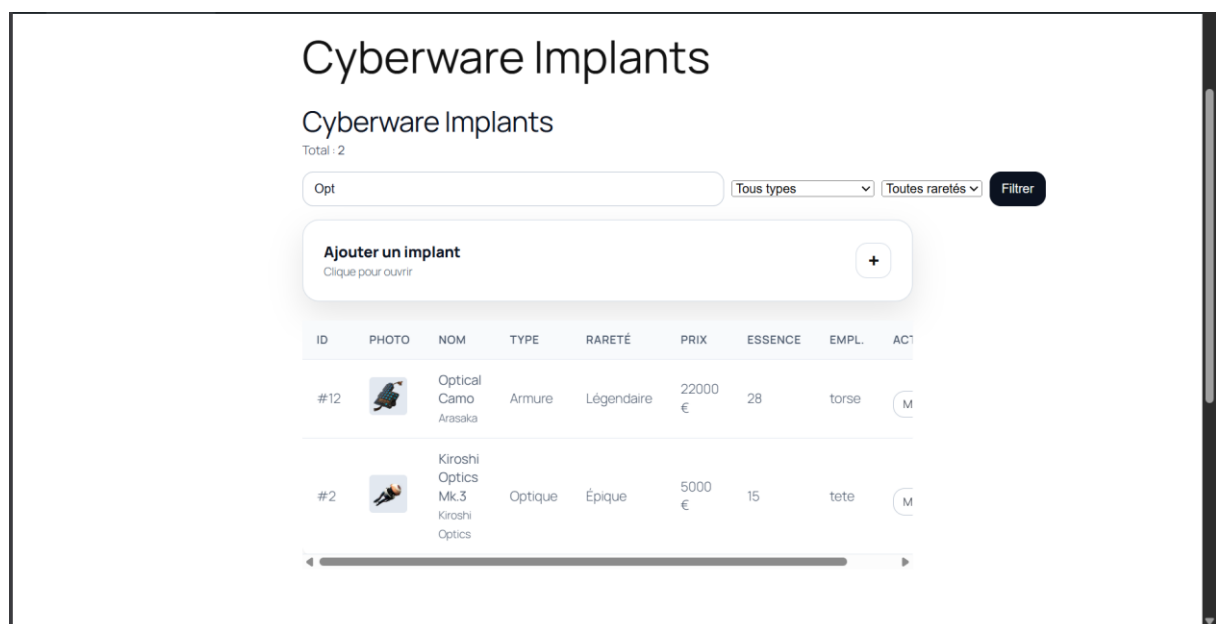 Cyberware Implants
Cyberware Implants
Total : 2
Opt Tous types Toutes raretés Filtrer
Ajouter un implant
Clique pour ouvrir
+
ID PHOTO NOM TYPE RARETÉ PRIX ESSENCE EMPL. ACT
#12 Optical Camo Arasaka Armure Légendaire 22000 € 28 torse M
#2 Kiroshi Optics Mk.3 Kiroshi Optics Optique Épique 5000 € 15 tete M